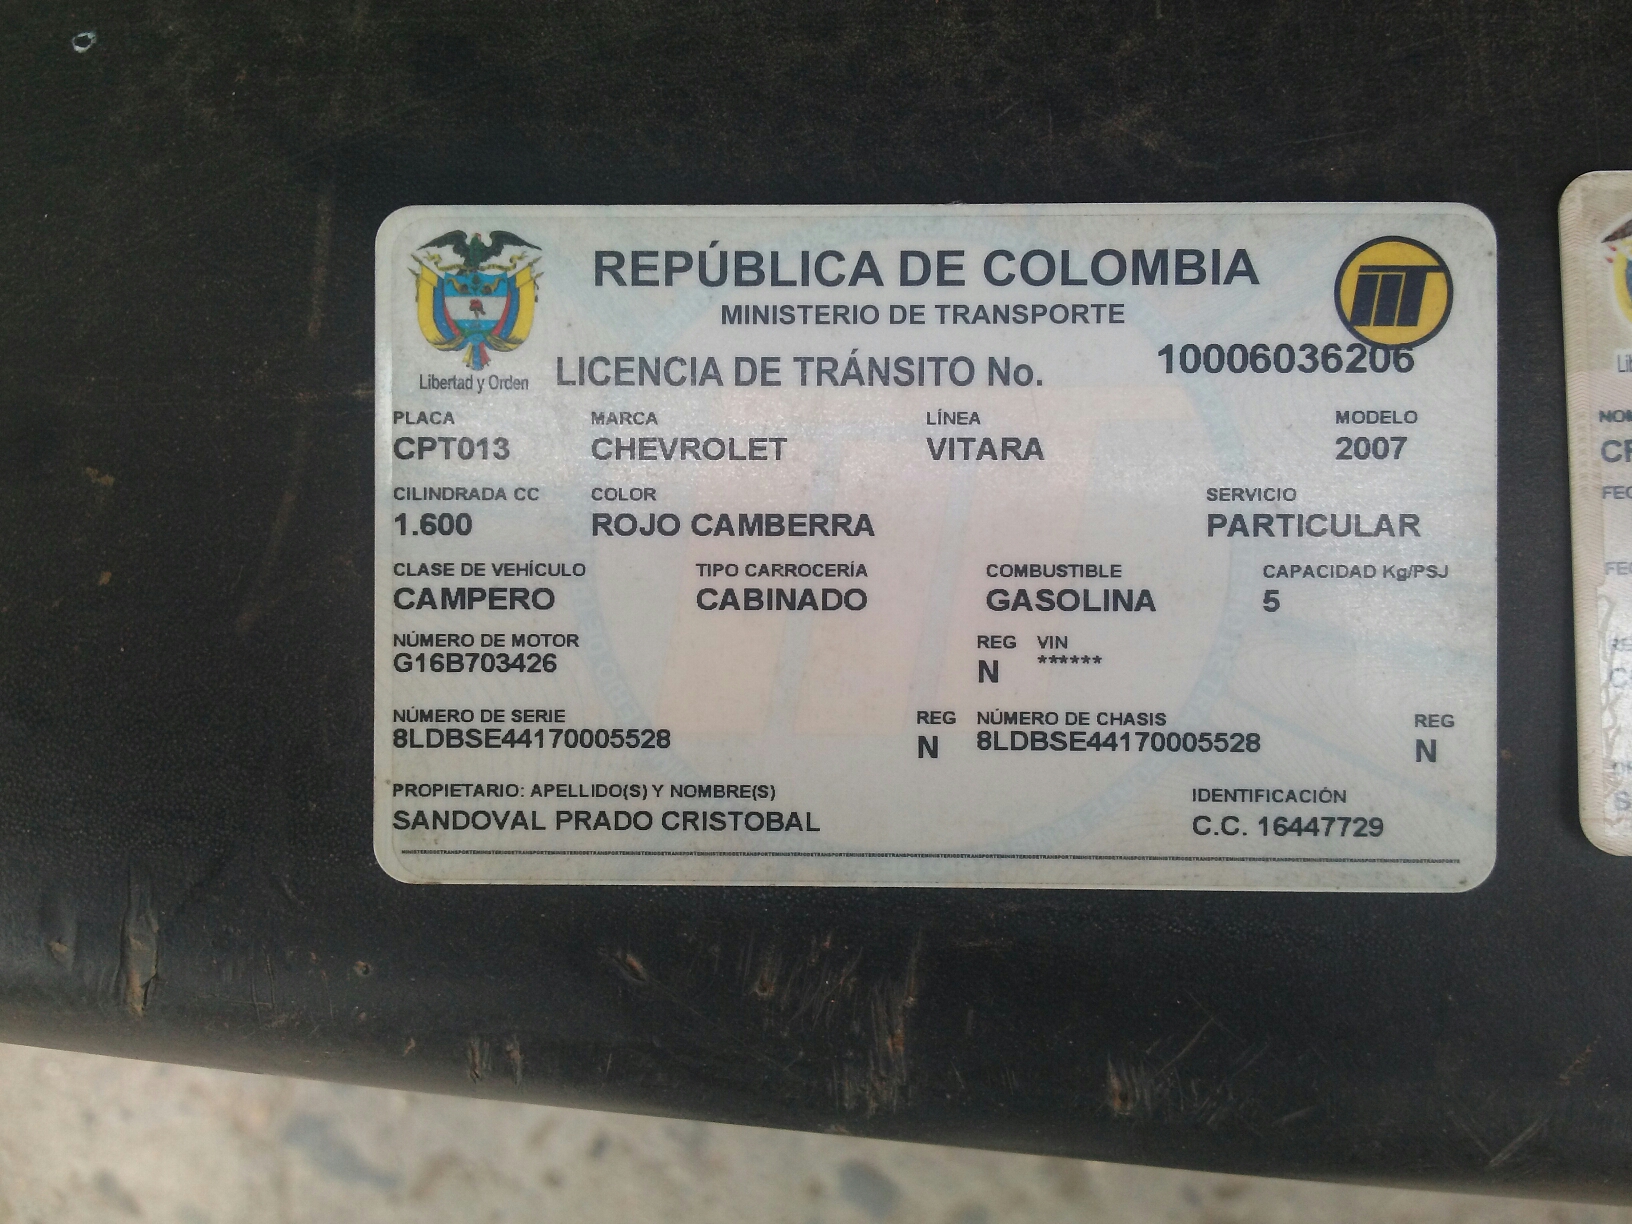 REPÚBLICA DE COLOMBIA
MINISTERIO DE TRANSPORTE
Libertad y Orden
LICENCIA DE TRÁNSITO No. 10006036206
PLACA MARCA LÍNEA MODELO
CPT013 CHEVROLET VITARA 2007
CILINDRADA CC COLOR SERVICIO
1.600 ROJO CAMBERRA PARTICULAR
CLASE DE VEHÍCULO TIPO CARROCERÍA COMBUSTIBLE CAPACIDAD Kg/PSJ
CAMPERO CABINADO GASOLINA 5
NÚMERO DE MOTOR REG VIN
G16B703426 N ******
NÚMERO DE SERIE REG NÚMERO DE CHASIS REG
8LDBSE44170005528 N 8LDBSE44170005528 N
PROPIETARIO: APELLIDO(S) Y NOMBRE(S) IDENTIFICACIÓN
SANDOVAL PRADO CRISTOBAL C.C. 16447729